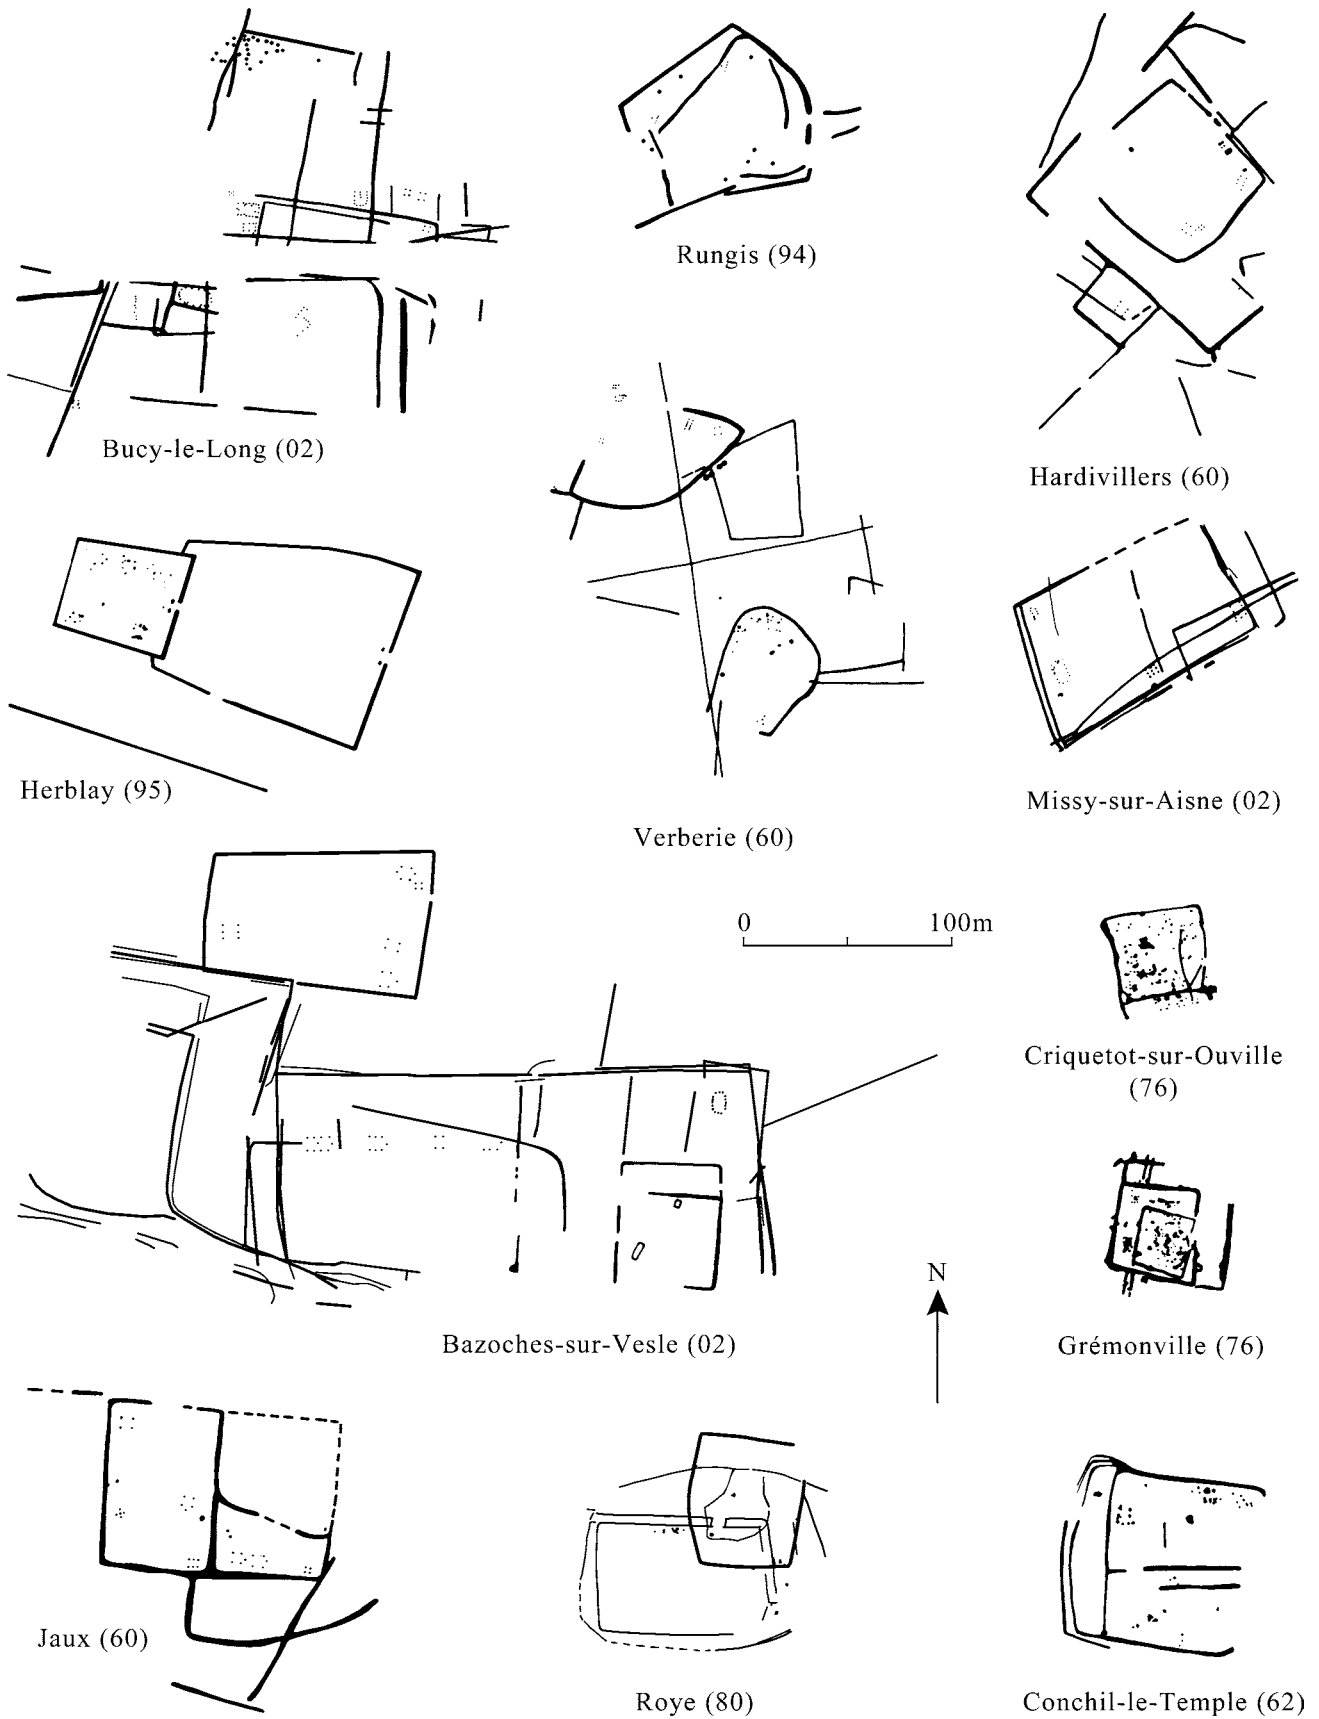 Rungis (94)
Bucy-le-Long (02)
Hardivillers (60)
Herblay (95)
Verberie (60)
Missy-sur-Aisne (02)
0 100m
Criquetot-sur-Ouville
(76)
N
Bazoches-sur-Vesle (02)
Grémonville (76)
Jaux (60)
Roye (80)
Conchil-le-Temple (62)